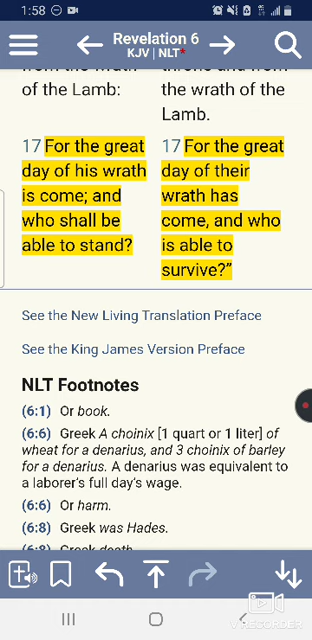 1:58
Revelation 6
KJV | NLT*
of the Lamb:
17 For the great
day of his wrath
is come; and
who shall be
able to stand?
the wrath of the
Lamb.
17 For the great
day of their
wrath has
come, and who
is able to
survive?”
See the New Living Translation Preface
See the King James Version Preface
NLT Footnotes
(6:1) Or book.
(6:6) Greek A choinix [1 quart or 1 liter] of
wheat for a denarius, and 3 choinix of barley
for a denarius. A denarius was equivalent to
a laborer’s full day’s wage.
(6:6) Or harm.
(6:8) Greek was Hades.
(6:8) Greek death
V RECORDER